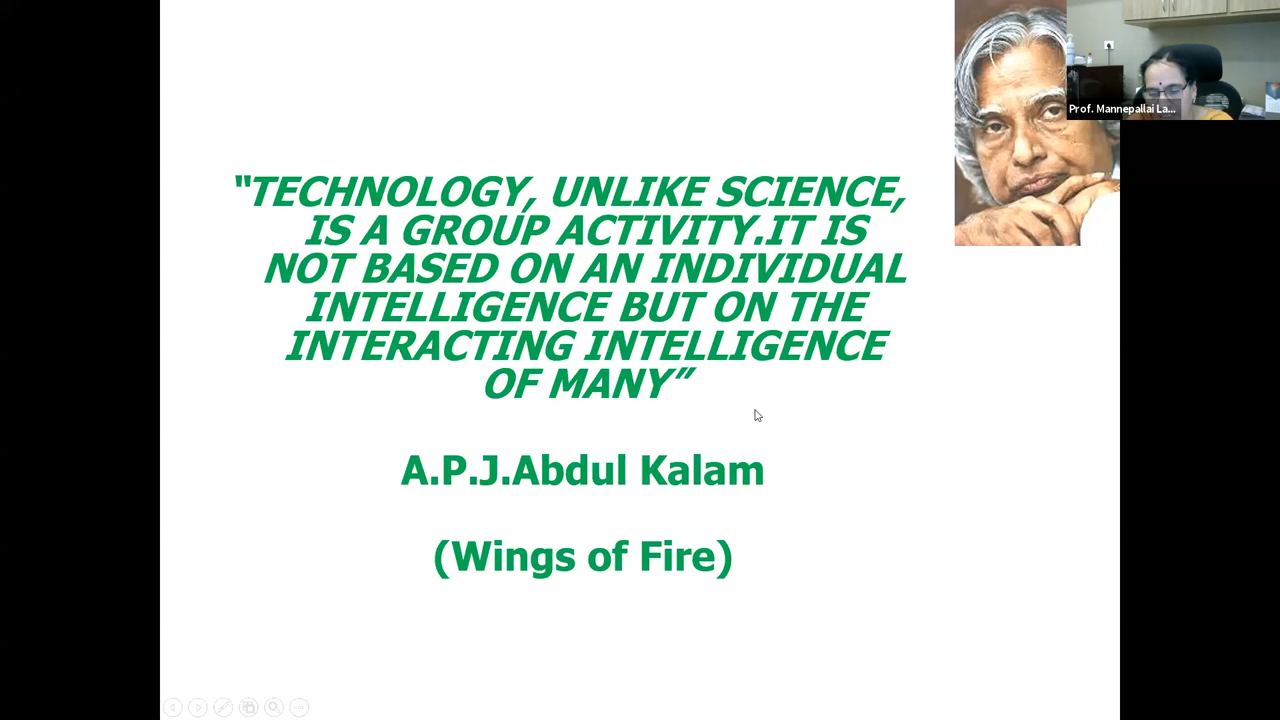 “TECHNOLOGY, UNLIKE SCIENCE,
IS A GROUP ACTIVITY.IT IS
NOT BASED ON AN INDIVIDUAL
INTELLIGENCE BUT ON THE
INTERACTING INTELLIGENCE
OF MANY”
A.P.J.Abdul Kalam
(Wings of Fire)
Prof. Mannepallai La...